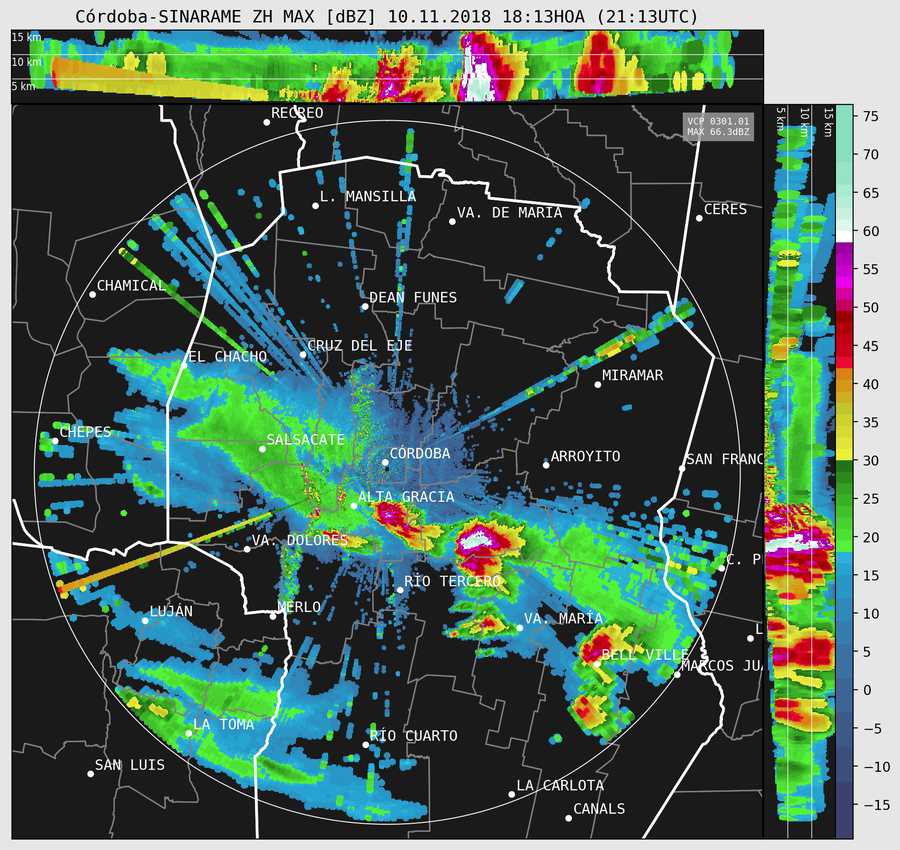 Córdoba-SINARAME ZH MAX [dBZ] 10.11.2018 18:13HOA (21:13UTC)
15 km
10 km
5 km
5 km
10 km
15 km
VCP 0301.01
MAX 66.3dBZ
RECREO
L. MANSILLA
VA. DE MARÍA
CERES
CHAMICAL
DEAN FUNES
CRUZ DEL EJE
EL CHACHO
MIRAMAR
CHEPES
SALSACATE
CÓRDOBA
ARROYITO
SAN FRANC
ALTA GRACIA
VA. DOLORES
C. P
RÍO TERCERO
LUJÁN
MERLO
VA. MARÍA
L
BELL VILLE
MARCOS JUÁ
LA TOMA
RÍO CUARTO
SAN LUIS
LA CARLOTA
CANALS
75
70
65
60
55
50
45
40
35
30
25
20
15
10
5
0
−5
−10
−15